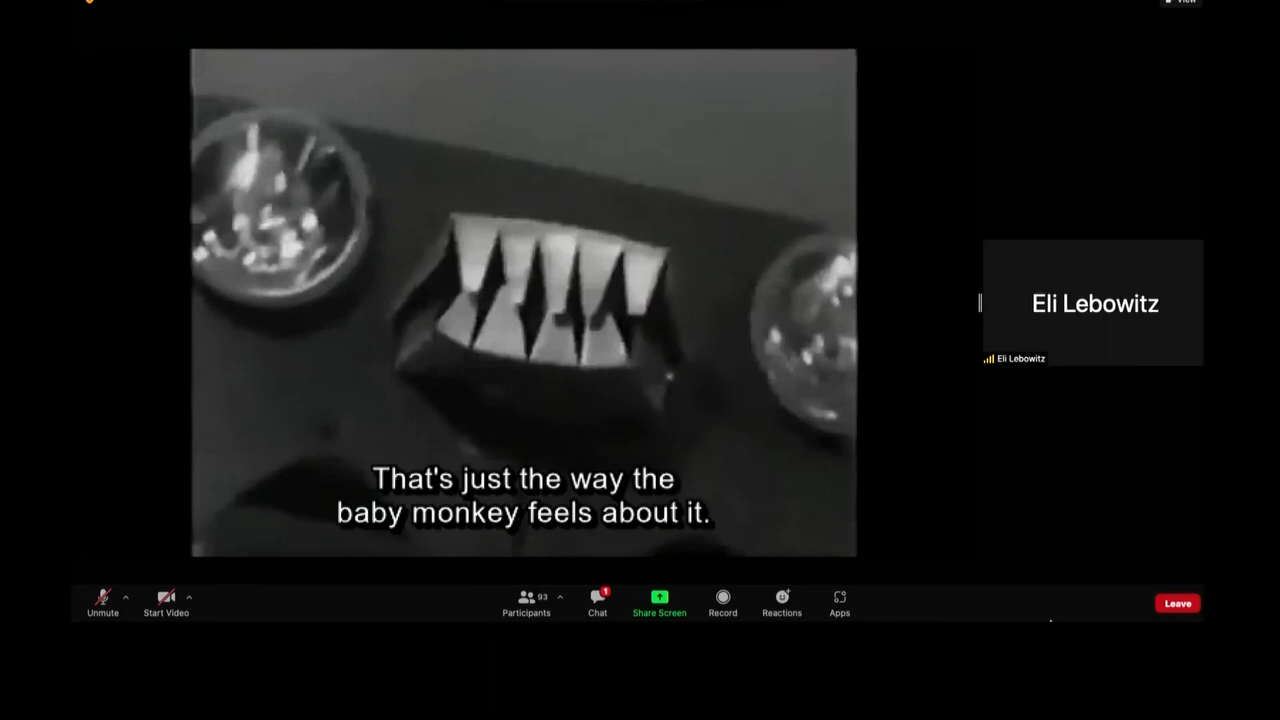 View
That's just the way the
baby monkey feels about it.
Eli Lebowitz
Eli Lebowitz
Unmute
Start Video
93
Participants
1
Chat
Share Screen
Record
Reactions
Apps
Leave